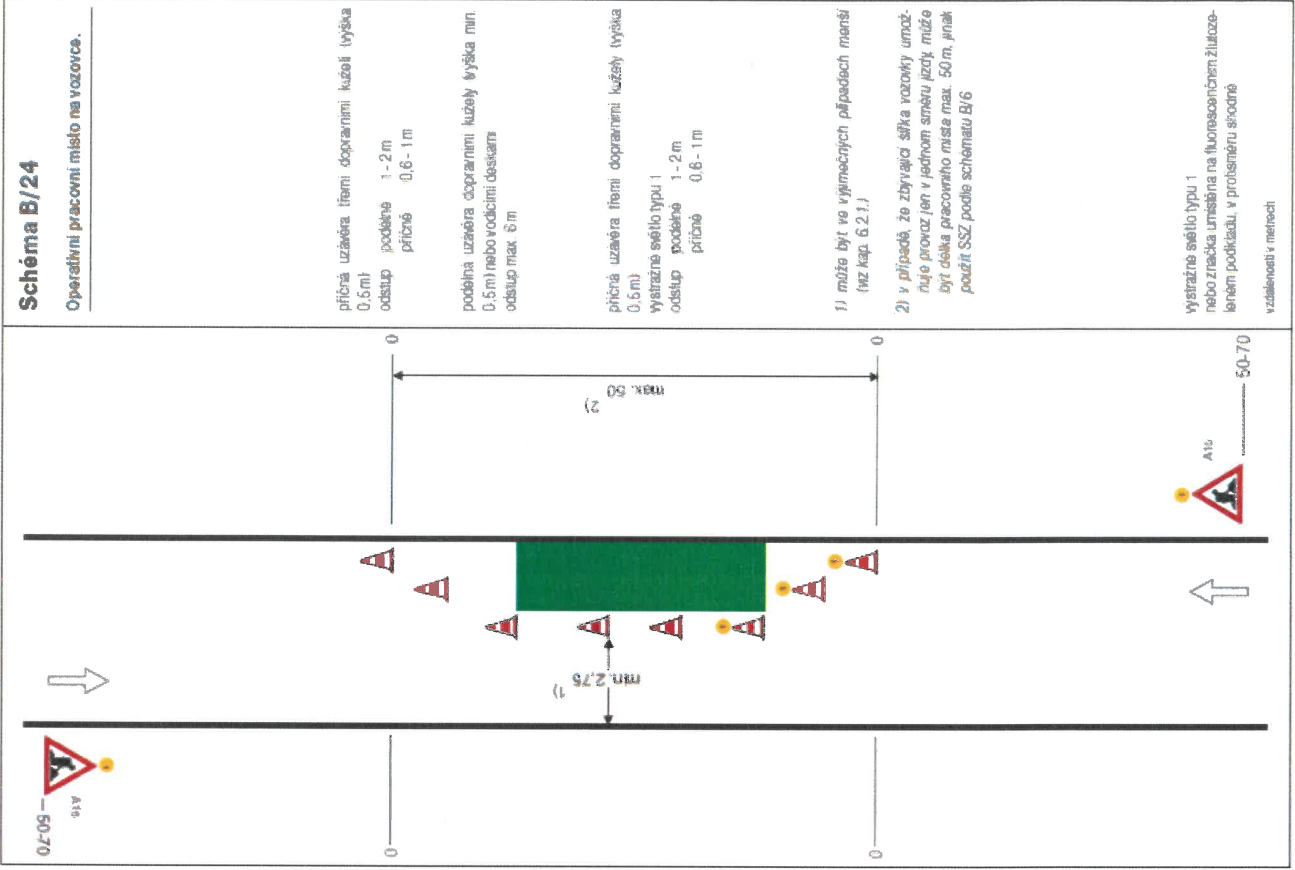 Schéma B/24
Operativní pracovní místo na vozovce.
příčná uzávěra třemi dopravními kuželi (výška
0,5m)
odstup podélně 1 - 2 m
příčně 0,6 - 1 m
podélná uzávěra dopravními kužely (výška min.
0,5m) nebo vodicími deskami
odstup max. 6 m
příčná uzávěra třemi dopravními kužely (výška
0,5m)
výstražné světlo typu 1
odstup podélně 1 - 2 m
příčně 0,6 - 1 m
1) může být ve výjimečných případech menší
(viz kap. 6.2.1.)
2) v případě, že zbývající šířka vozovky umož-
ňuje provoz jen v jednom směru jízdy, může
být délka pracovního místa max. 50 m, jinak
použít SSZ podle schematu B/6
výstražné světlo typu 1
nebo značka umístěna na fluorescenčním žlutoze-
leném podkladu, v protisměru shodně
vzdálenosti v metrech
50-70
A15
0
0
max. 50
2)
min. 2,75
1)
0
0
A15
50-70